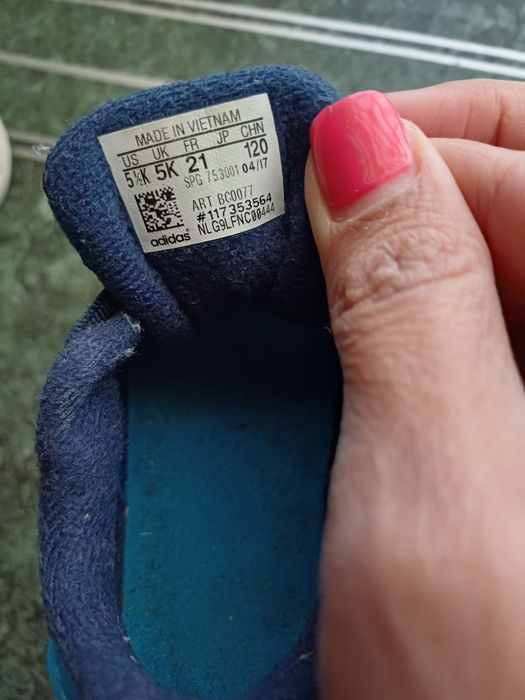 MADE IN VIETNAM
US UK FR JP CHN
5½K 5K 21 120
SPG 753001 04/17
ART BC0077
#117353564
NLG9LFNC00444
adidas